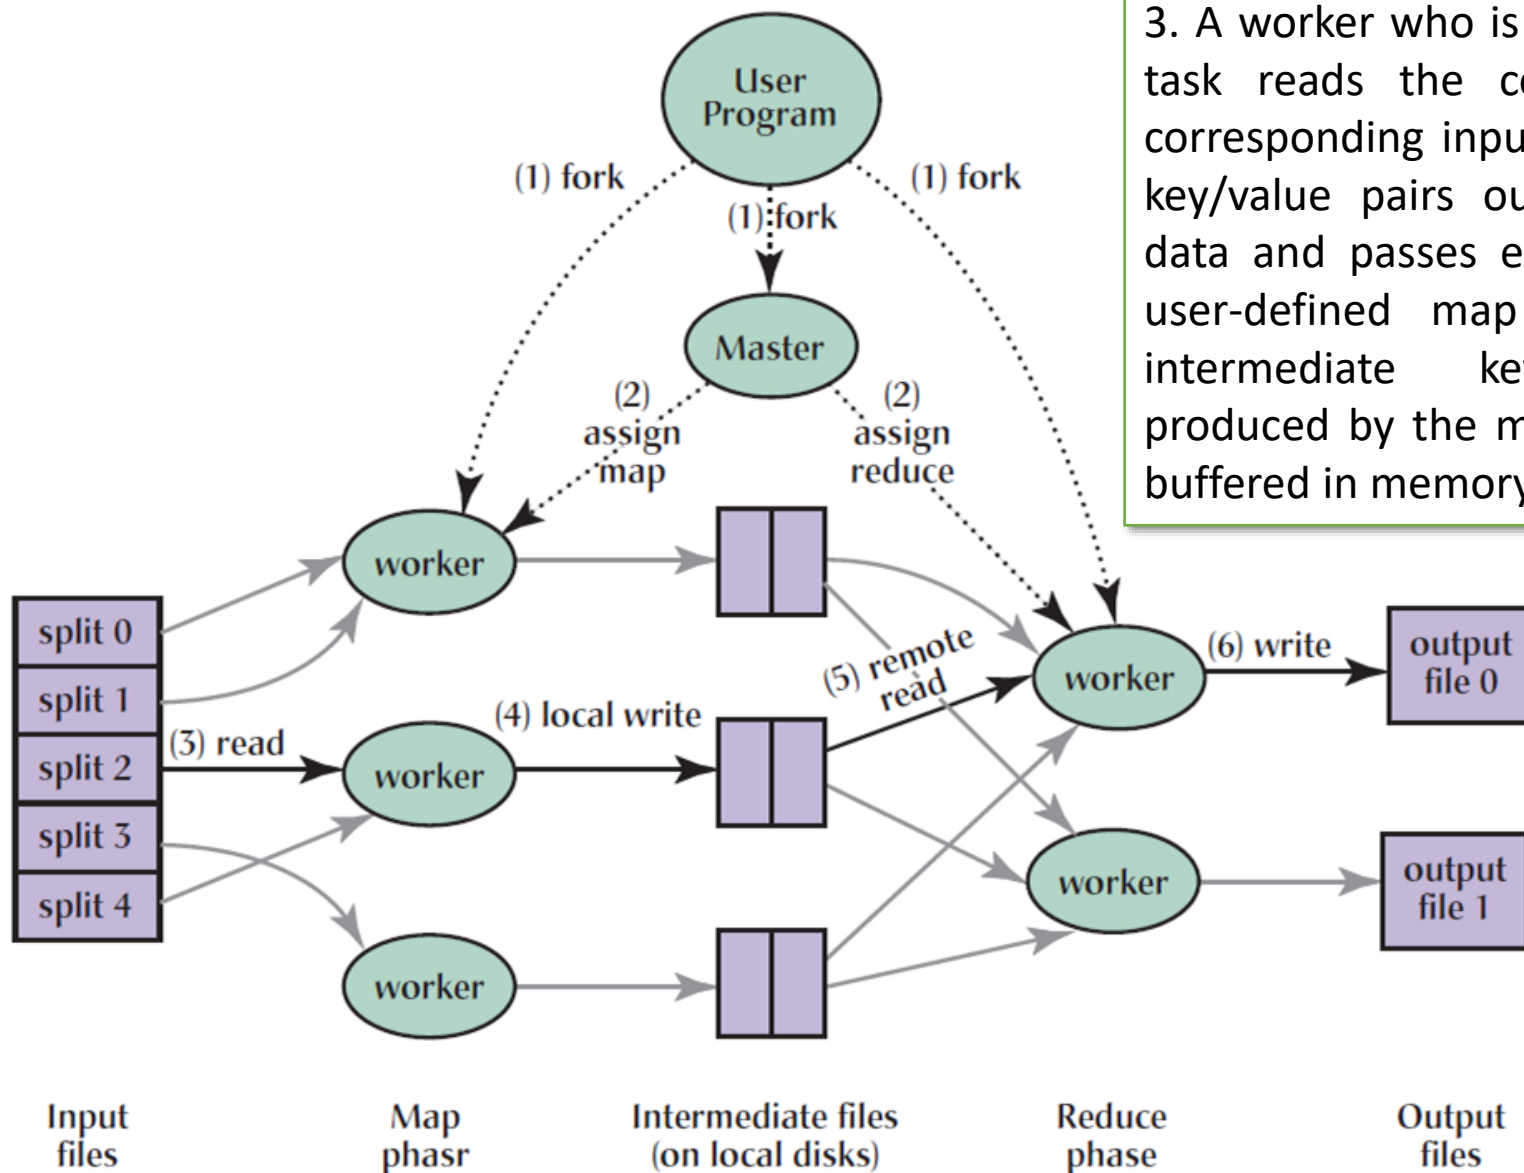 User
Program
(1) fork
(1) fork
(1) fork
Master
(2)
assign
map
(2)
assign
reduce
3. A worker who is
task reads the
corresponding
key/value pairs
data and passes
user-defined map
intermediate
produced by the
buffered in memory
worker
split 0
split 1
split 2
split 3
split 4
(3) read
worker
(4) local write
worker
(5) remote
read
worker
(6) write
output
file 0
worker
output
file 1
Input
files
Map
phasr
Intermediate files
(on local disks)
Reduce
phase
Output
files